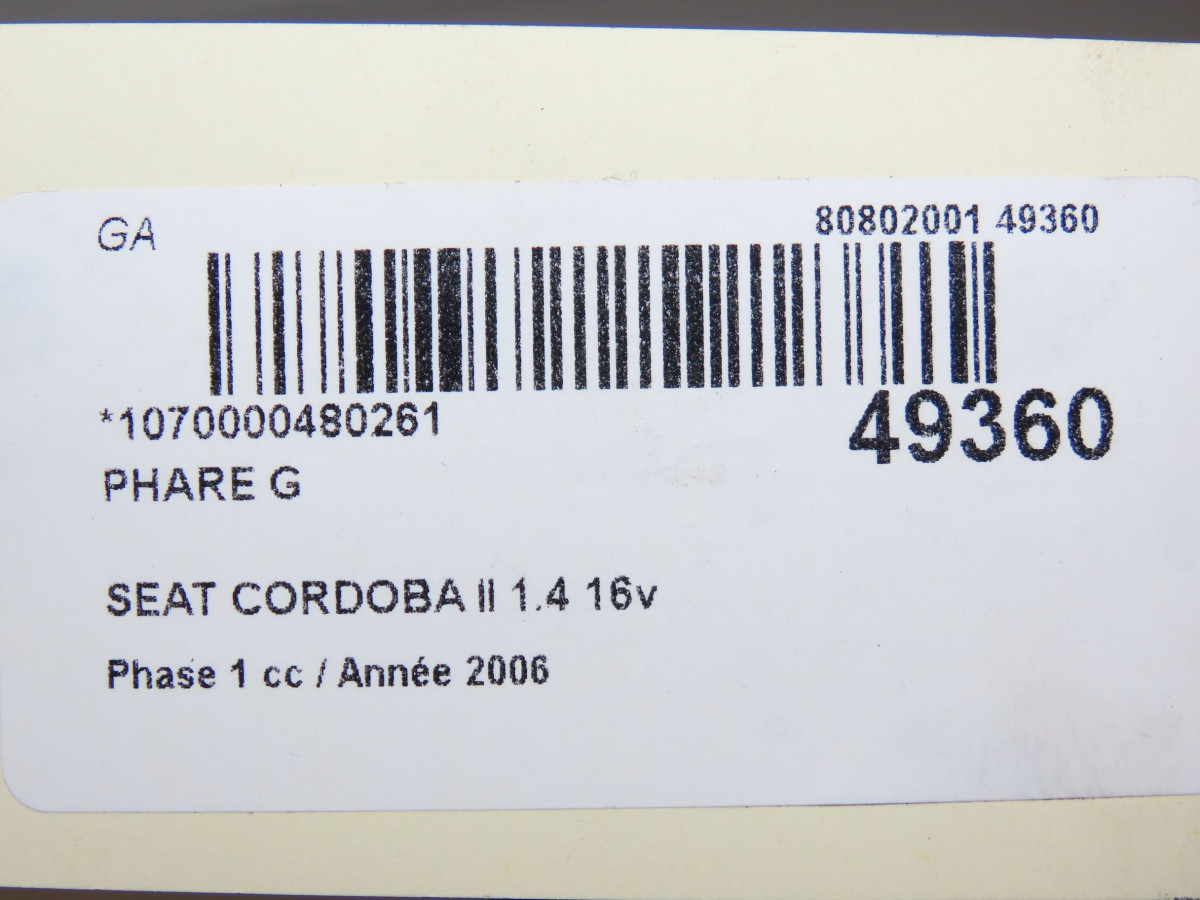 GA 80802001 49360
*1070000480261 49360
PHARE G
SEAT CORDOBA II 1.4 16v
Phase 1 cc / Année 2006